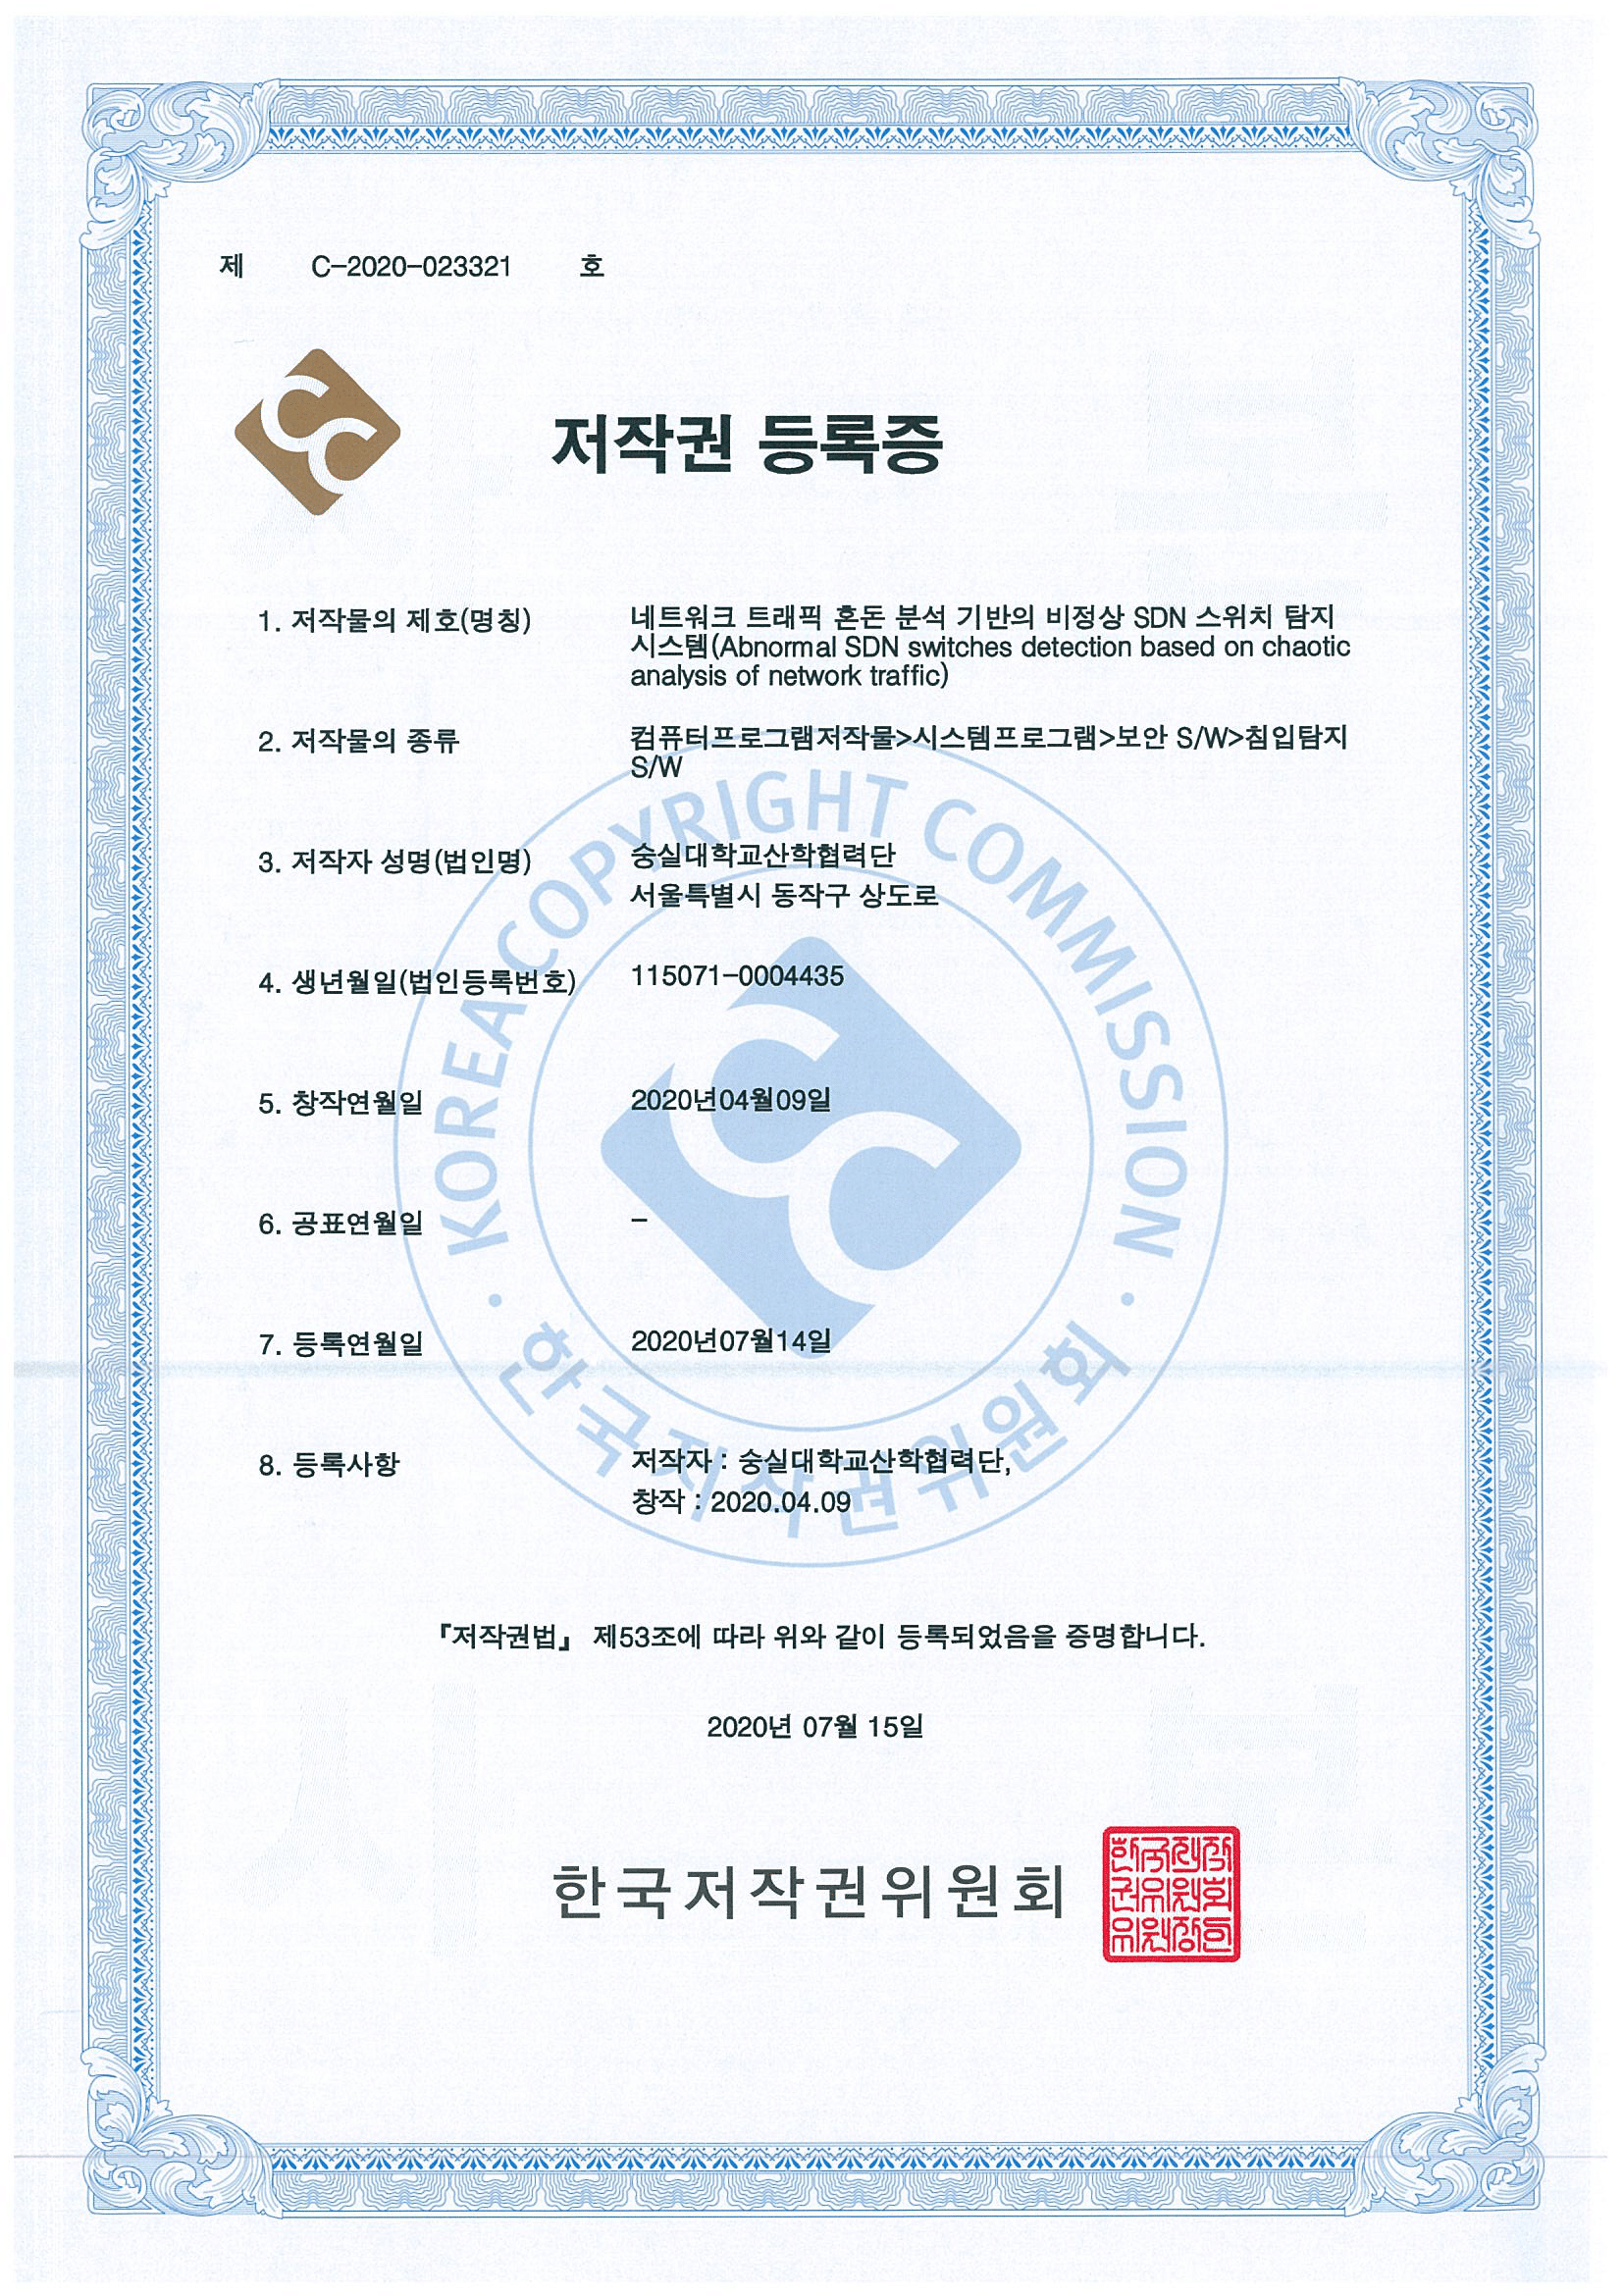 제 C-2020-023321 호
저작권 등록증
1. 저작물의 제호(명칭) 네트워크 트래픽 혼돈 분석 기반의 비정상 SDN 스위치 탐지
시스템(Abnormal SDN switches detection based on chaotic
analysis of network traffic)
2. 저작물의 종류 컴퓨터프로그램저작물>시스템프로그램>보안 S/W>침입탐지
S/W
3. 저작자 성명(법인명) 숭실대학교산학협력단
서울특별시 동작구 상도로
4. 생년월일(법인등록번호) 115071-0004435
5. 창작연월일 2020년04월09일
6. 공표연월일 -
7. 등록연월일 2020년07월14일
8. 등록사항 저작자 : 숭실대학교산학협력단,
창작 : 2020.04.09
KOREA COPYRIGHT COMMISSION
한국저작권위원회
『저작권법』 제53조에 따라 위와 같이 등록되었음을 증명합니다.
2020년 07월 15일
한국저작권위원회